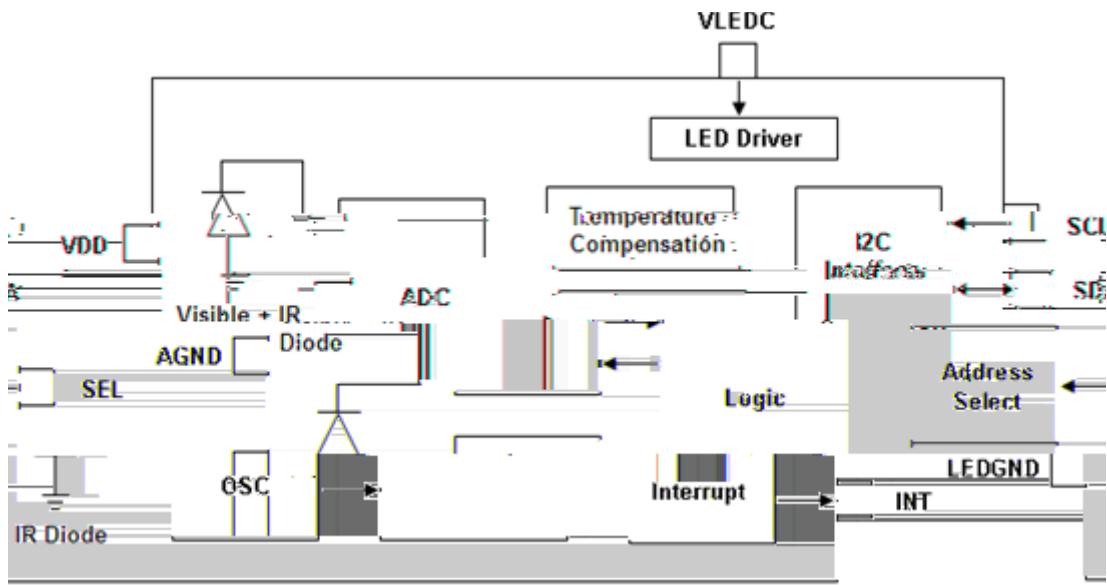 VLEDC
LED Driver
Temperature
Compensation
VDD
I2C
SCL
ADC
Visible + IR
Diode
AGND
SEL
Logic
Address
Select
LEDGND
OSC
Interrupt
INT
IR Diode